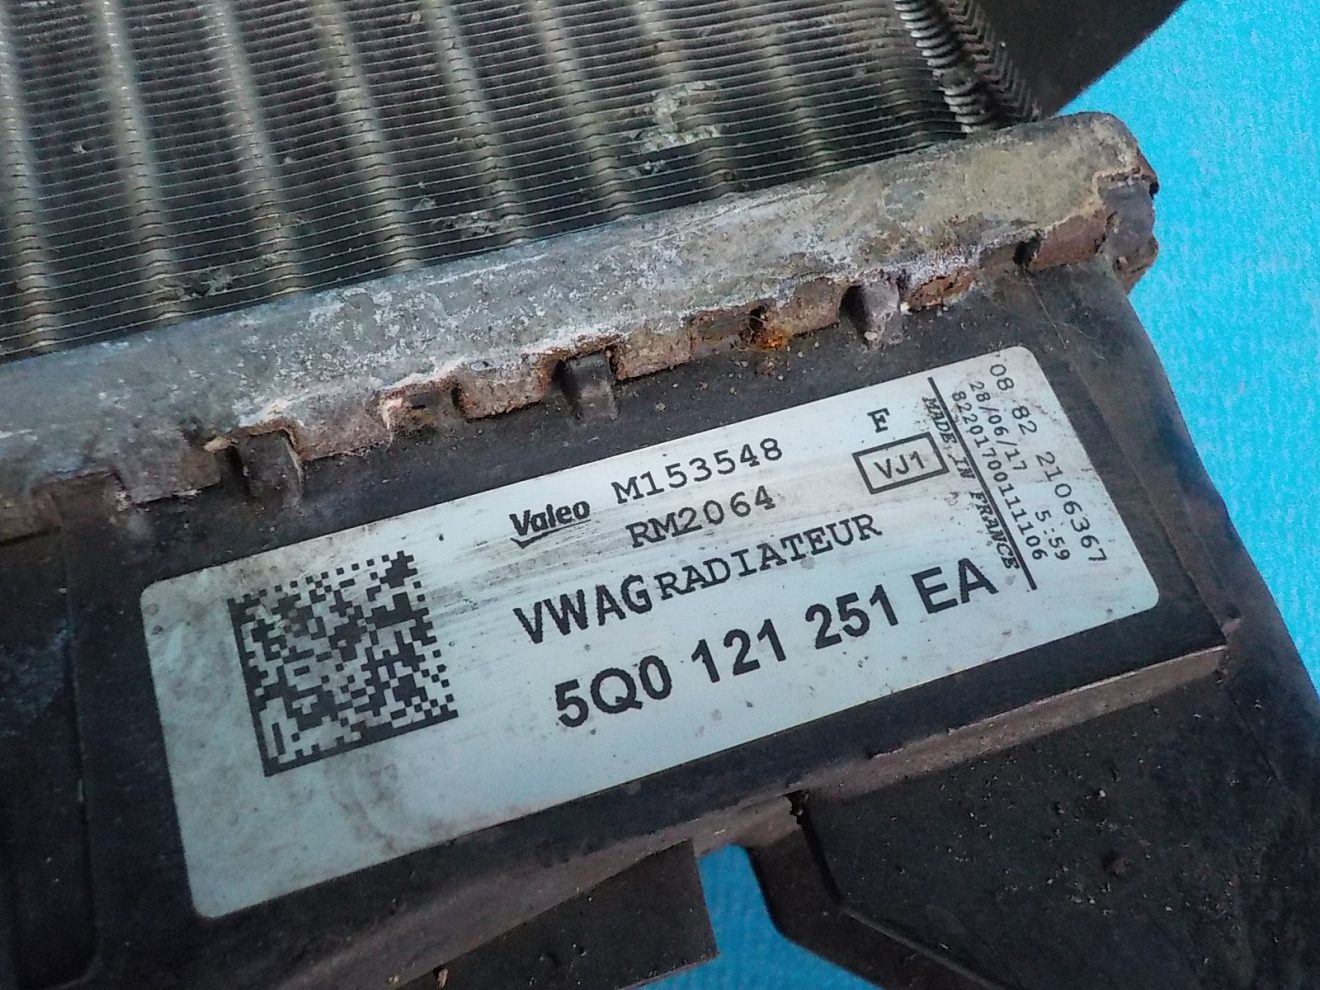 Valeo M153548
RM2064
F
VJ1
VWAG RADIATEUR
5Q0 121 251 EA
MADE IN FRANCE
82201700111106
28/06/17 5:59
08 82 2106367